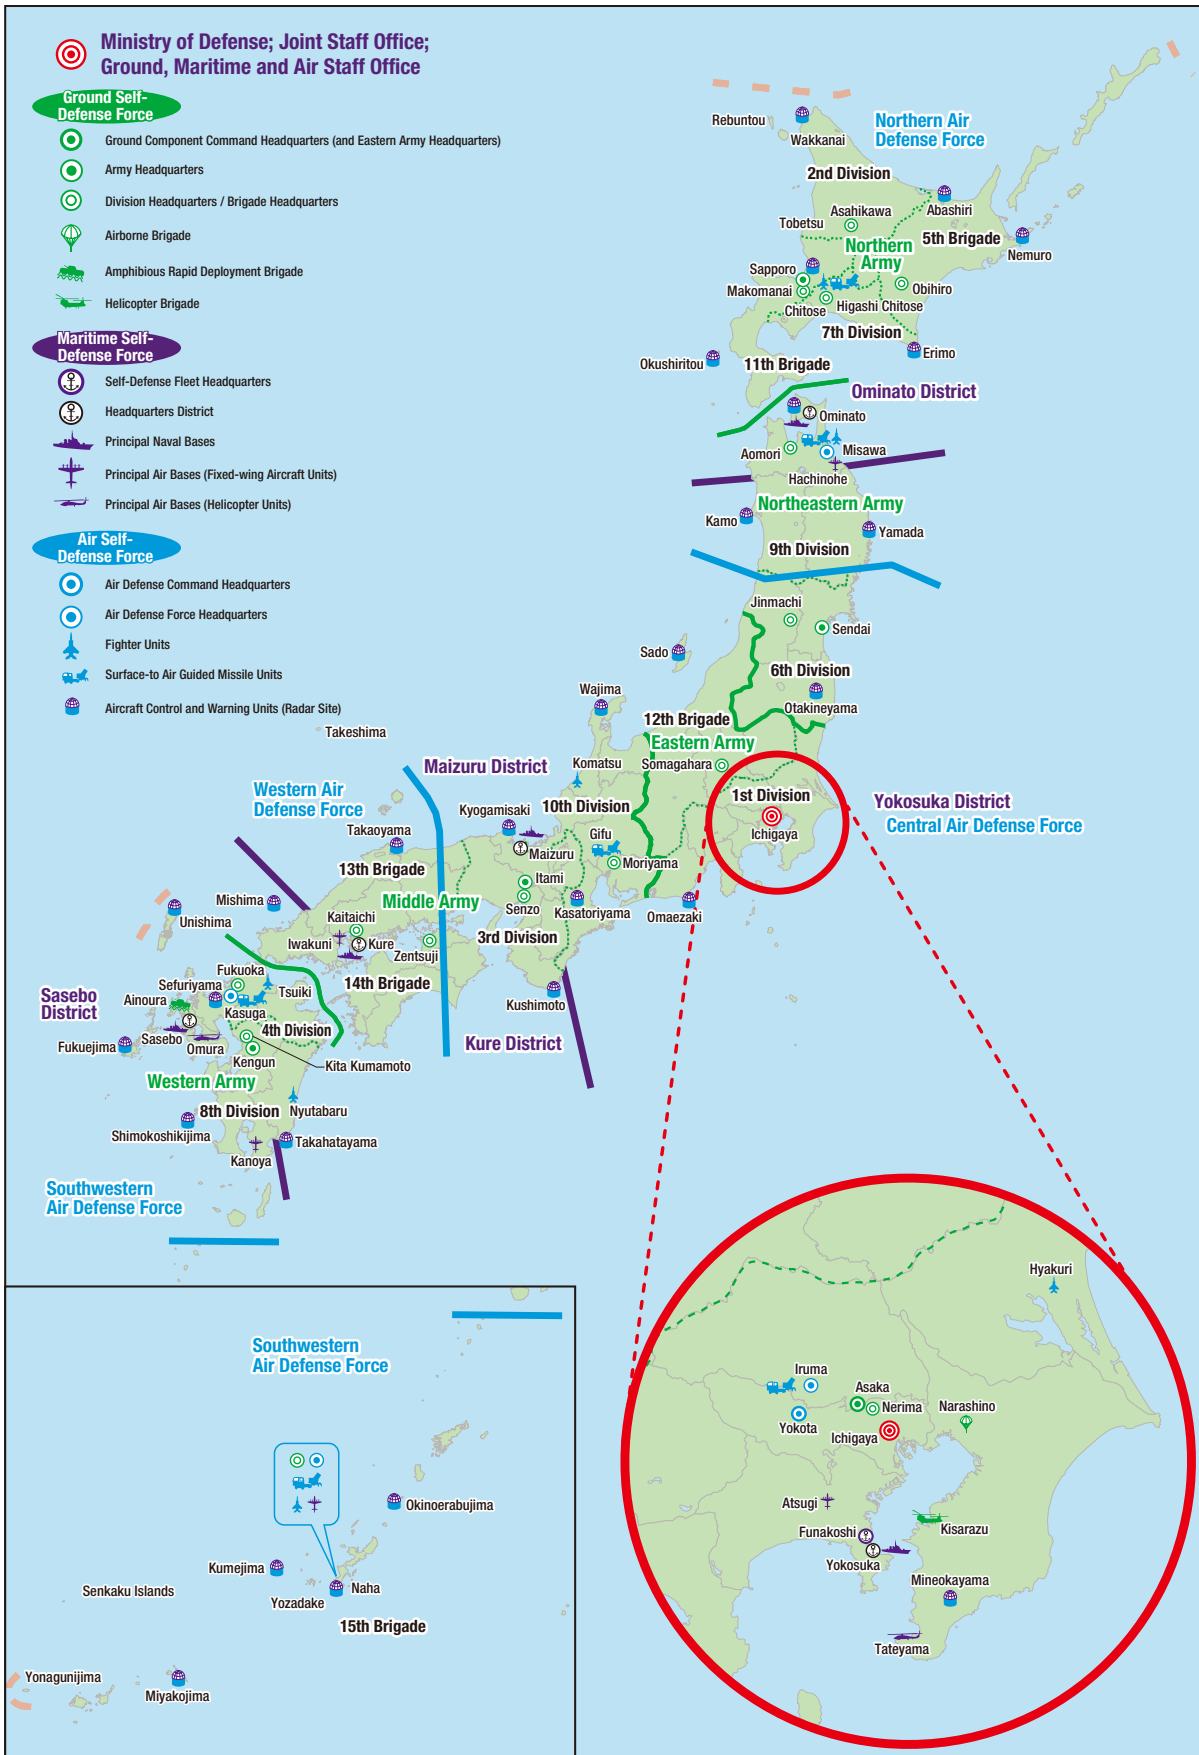 Ministry of Defense; Joint Staff Office;
Ground, Maritime and Air Staff Office
Ground Self-
Defense Force
Ground Component Command Headquarters (and Eastern Army Headquarters)
Army Headquarters
Division Headquarters / Brigade Headquarters
Airborne Brigade
Amphibious Rapid Deployment Brigade
Helicopter Brigade
Maritime Self-
Defense Force
Self-Defense Fleet Headquarters
Headquarters District
Principal Naval Bases
Principal Air Bases (Fixed-wing Aircraft Units)
Principal Air Bases (Helicopter Units)
Air Self-
Defense Force
Air Defense Command Headquarters
Air Defense Force Headquarters
Fighter Units
Surface-to Air Guided Missile Units
Aircraft Control and Warning Units (Radar Site)
Rebuntou
Wakkanai
Northern Air
Defense Force
2nd Division
Abashiri
Asahikawa
Tobetsu
5th Brigade
Nemuro
Northern
Army
Sapporo
Makomanai
Obihiro
Chitose
Higashi Chitose
7th Division
Erimo
Okushiritou
11th Brigade
Ominato District
Ominato
Misawa
Aomori
Hachinohe
Northeastern Army
Kamo
Yamada
9th Division
Jinmachi
Sendai
Sado
6th Division
Otakineyama
Wajima
12th Brigade
Takeshima
Eastern Army
Somagahara
Maizuru District
Komatsu
Western Air
Defense Force
1st Division
Ichigaya
Yokosuka District
Central Air Defense Force
Kyogamisaki
10th Division
Takaoyama
Gifu
Maizuru
Moriyama
13th Brigade
Itami
Mishima
Middle Army
Senzo
Kasatoriyama
Omaezaki
Unishima
Kaitaichi
Iwakuni
Kure
Zentsuji
3rd Division
Fukuoka
Sefuriyama
Tsuiki
14th Brigade
Kushimoto
Sasebo
District
Ainoura
Kasuga
4th Division
Sasebo
Omura
Fukuejima
Kengun
Kita Kumamoto
Kure District
Western Army
Nyutabaru
8th Division
Shimokoshikijima
Takahatayama
Kanoya
Southwestern
Air Defense Force
Southwestern
Air Defense Force
Okinoerabujima
Kumejima
Senkaku Islands
Naha
Yozadake
15th Brigade
Yonagunijima
Miyakojima
Hyakuri
Iruma
Asaka
Nerima
Narashino
Yokota
Ichigaya
Atsugi
Kisarazu
Funakoshi
Yokosuka
Mineokayama
Tateyama